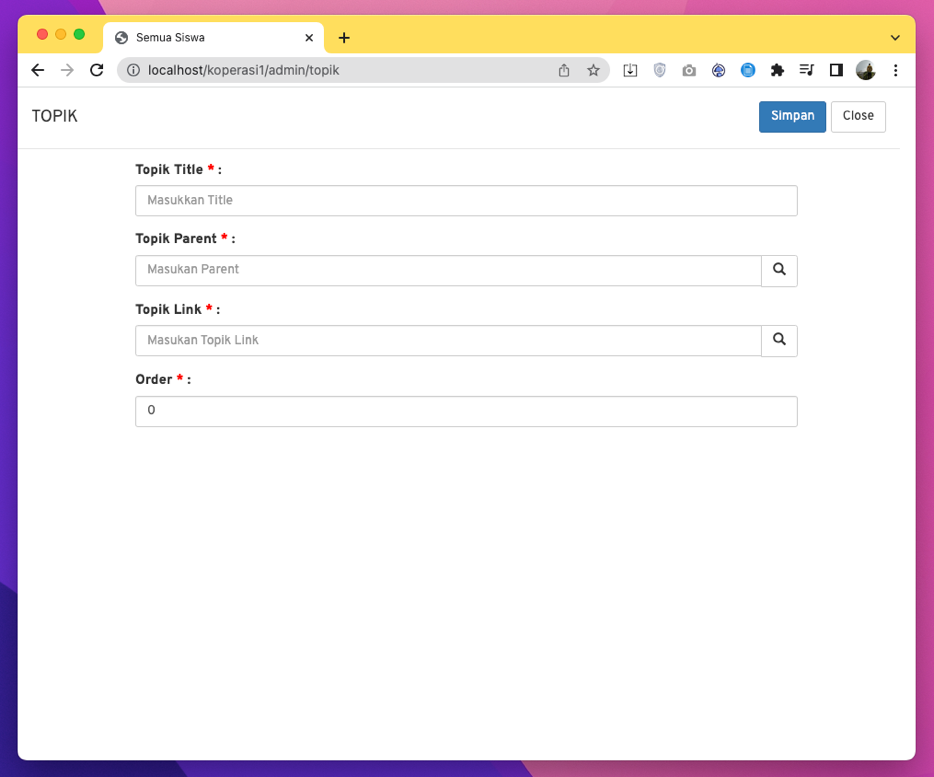 Semua Siswa
localhost/koperasi1/admin/topik
TOPIK
Simpan
Close
Topik Title * :
Masukkan Title
Topik Parent * :
Masukan Parent
Topik Link * :
Masukan Topik Link
Order * :
0